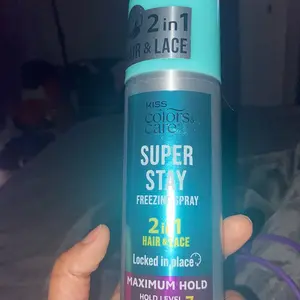 2 in 1
HAIR & LACE
KISS
colors &
care
SUPER
STAY
FREEZING SPRAY
2 in 1
HAIR & LACE
Locked in place
MAXIMUM HOLD
HOLD LEVEL 7